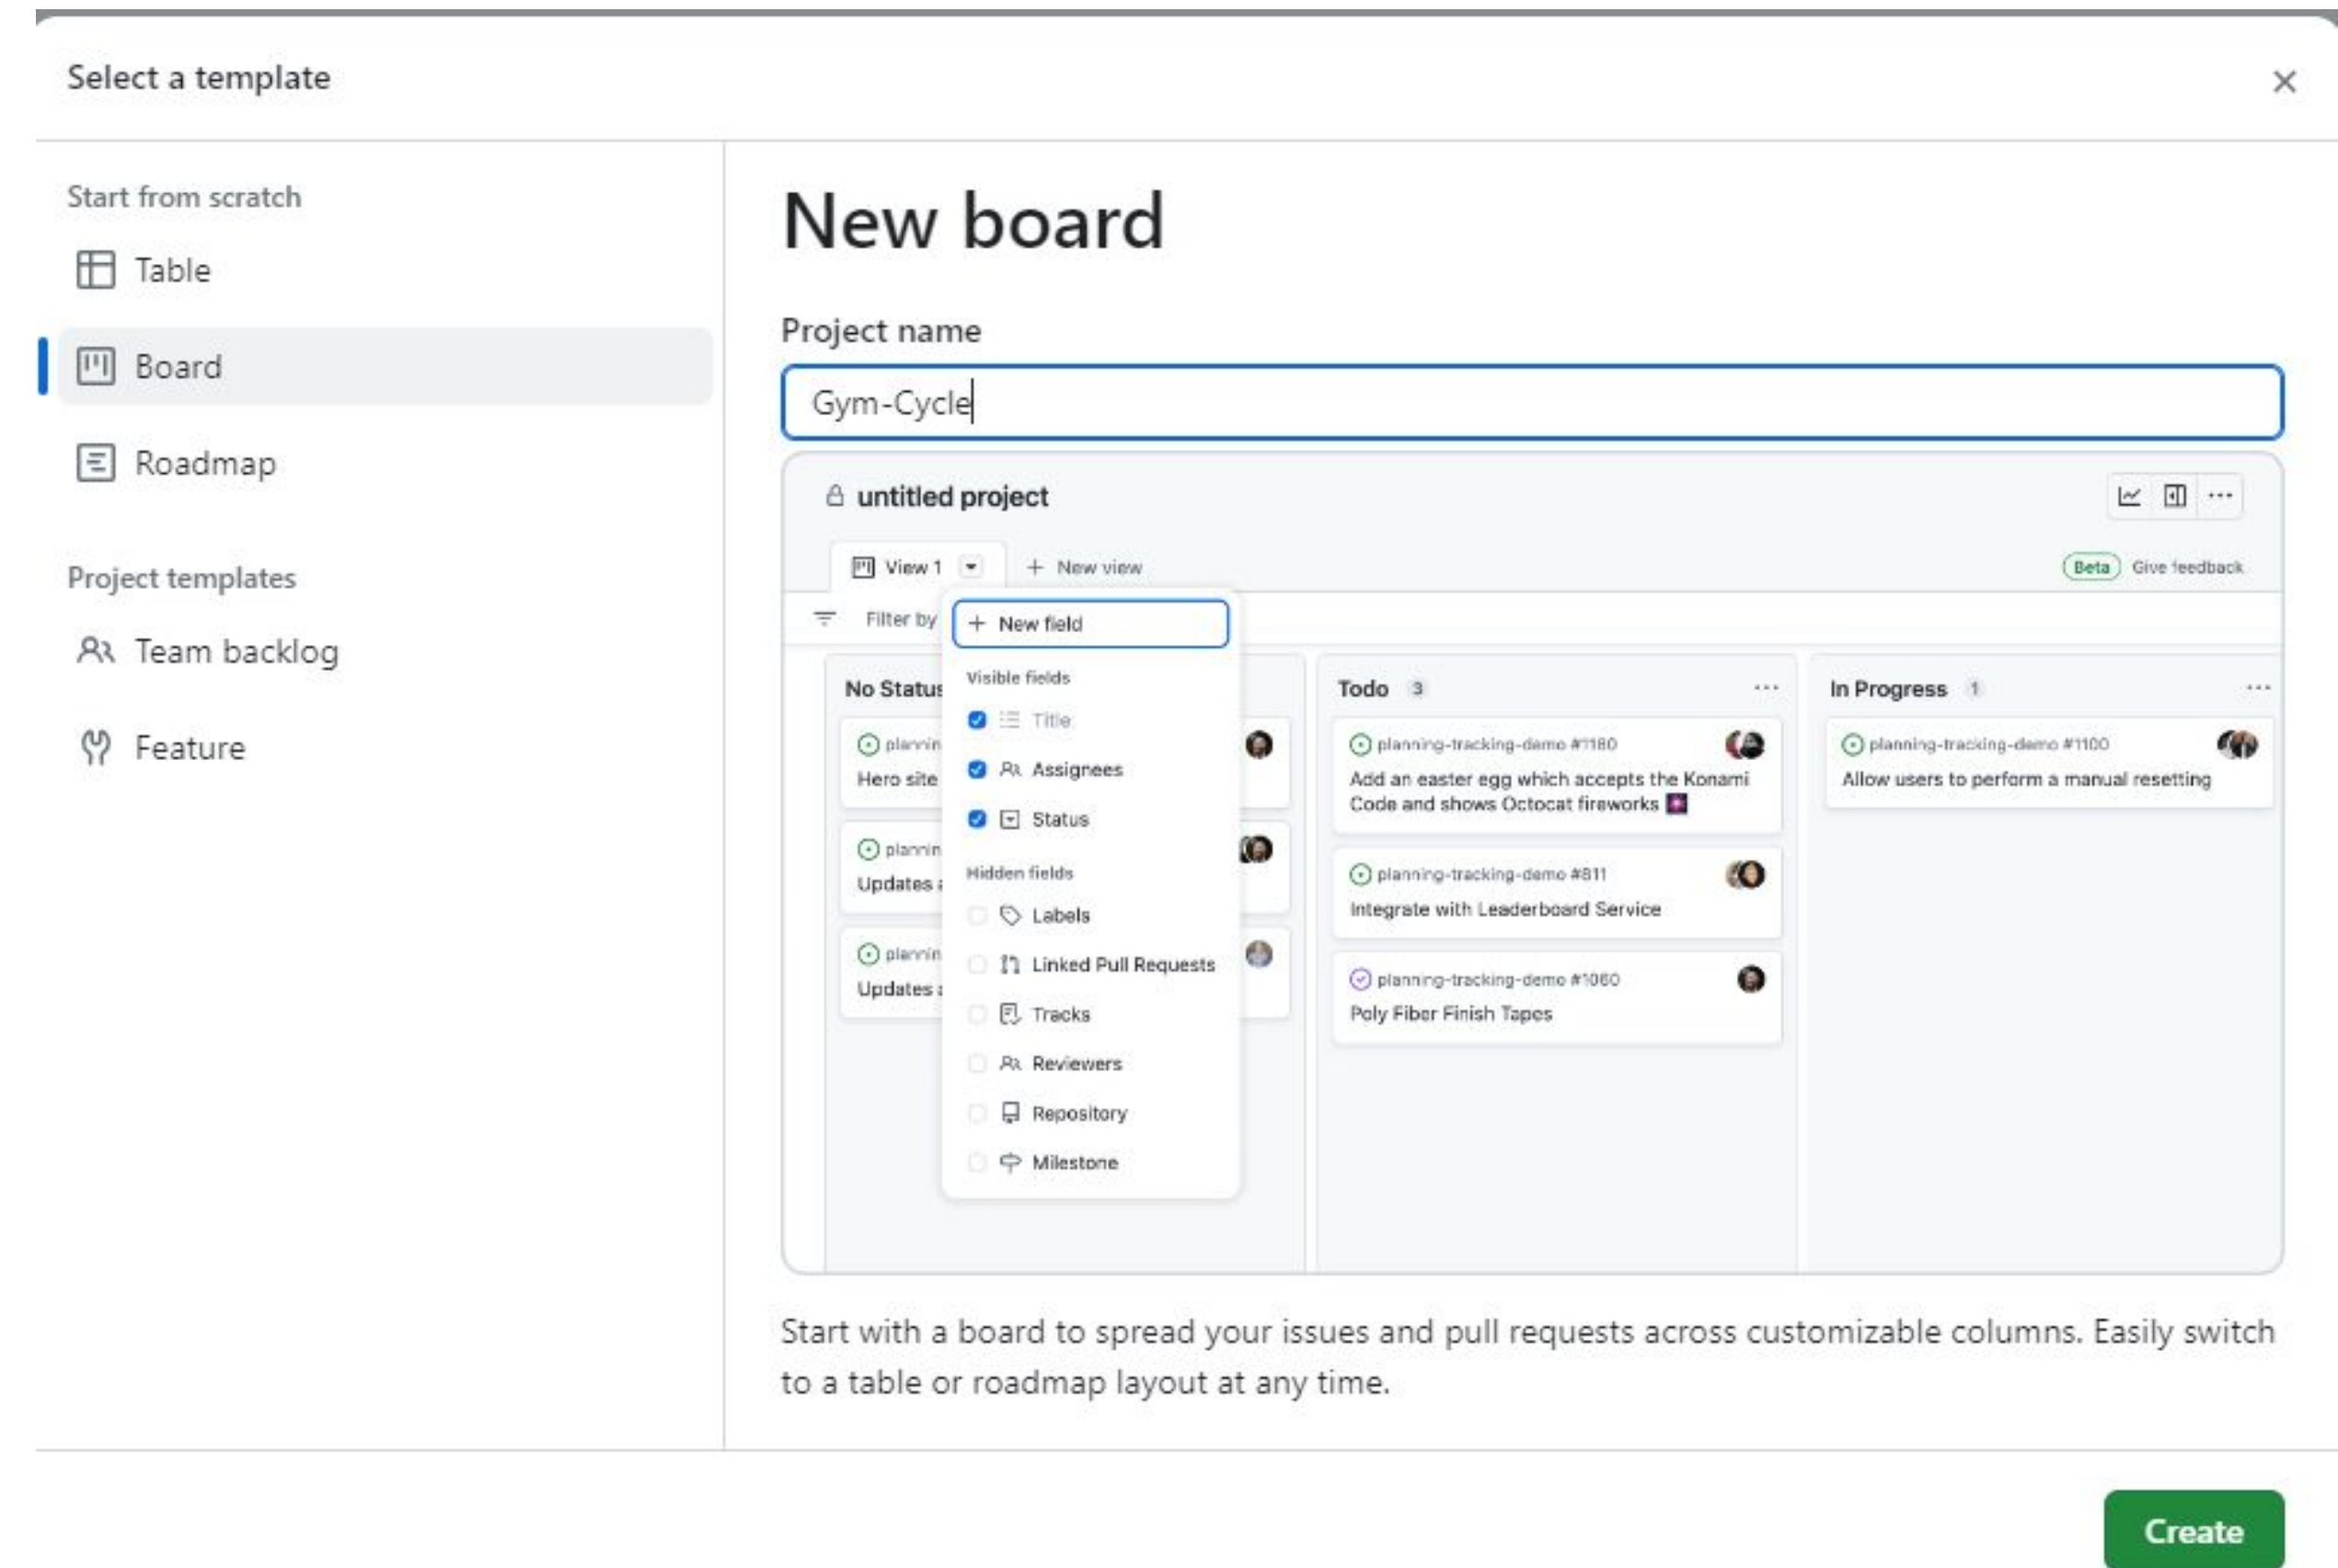 Select a template
Start from scratch
Table
Board
Roadmap
Project templates
Team backlog
Feature
New board
Project name
Gym-Cycle
untitled project
View 1
+ New view
Beta Give feedback
Filter by
+ New field
Visible fields
Title
Assignees
Status
Hidden fields
Labels
Linked Pull Requests
Tracks
Reviewers
Repository
Milestone
No Status
plannin
Hero site
plannin
Updates
plannin
Updates
Todo 3
planning-tracking-demo #1180
Add an easter egg which accepts the Konami
Code and shows Octocat fireworks
planning-tracking-demo #811
Integrate with Leaderboard Service
planning-tracking-demo #1060
Poly Fiber Finish Tapes
In Progress 1
planning-tracking-demo #1100
Allow users to perform a manual resetting
Start with a board to spread your issues and pull requests across customizable columns. Easily switch
to a table or roadmap layout at any time.
Create